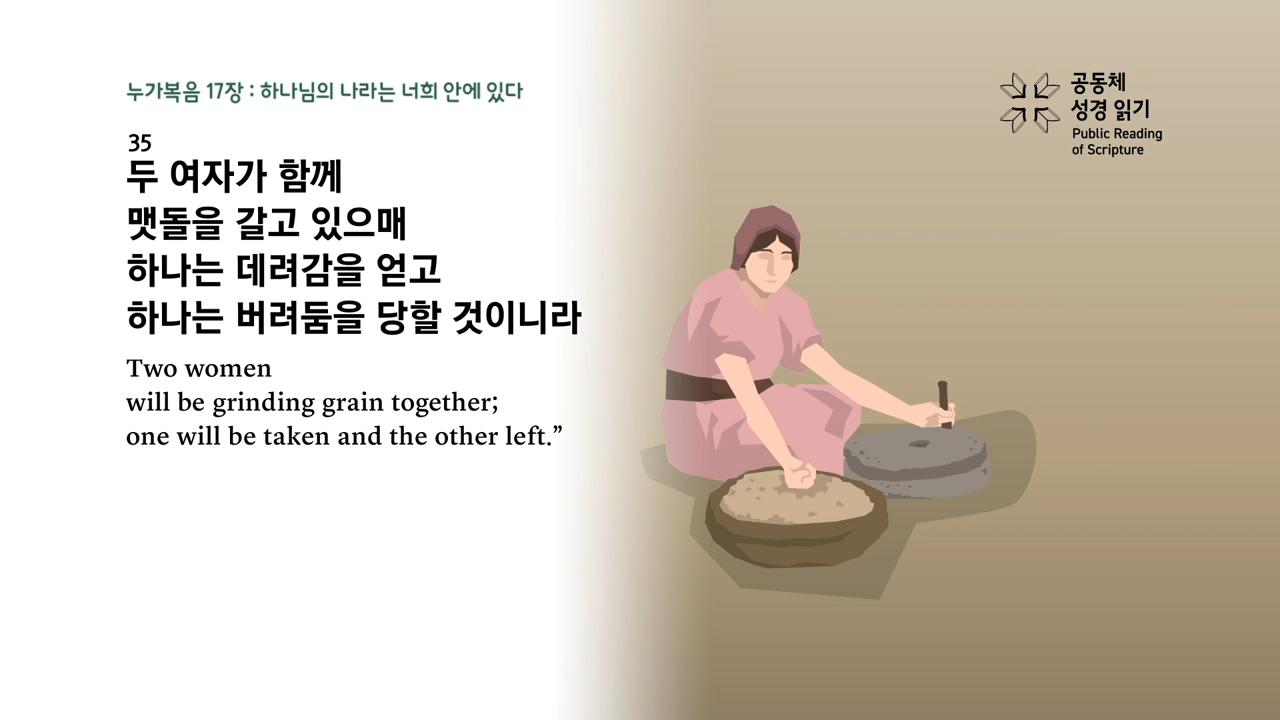 누가복음 17장 : 하나님의 나라는 너희 안에 있다
35
두 여자가 함께
맷돌을 갈고 있으매
하나는 데려감을 얻고
하나는 버려둠을 당할 것이니라
Two women
will be grinding grain together;
one will be taken and the other left.”
공동체
성경 읽기
Public Reading
of Scripture